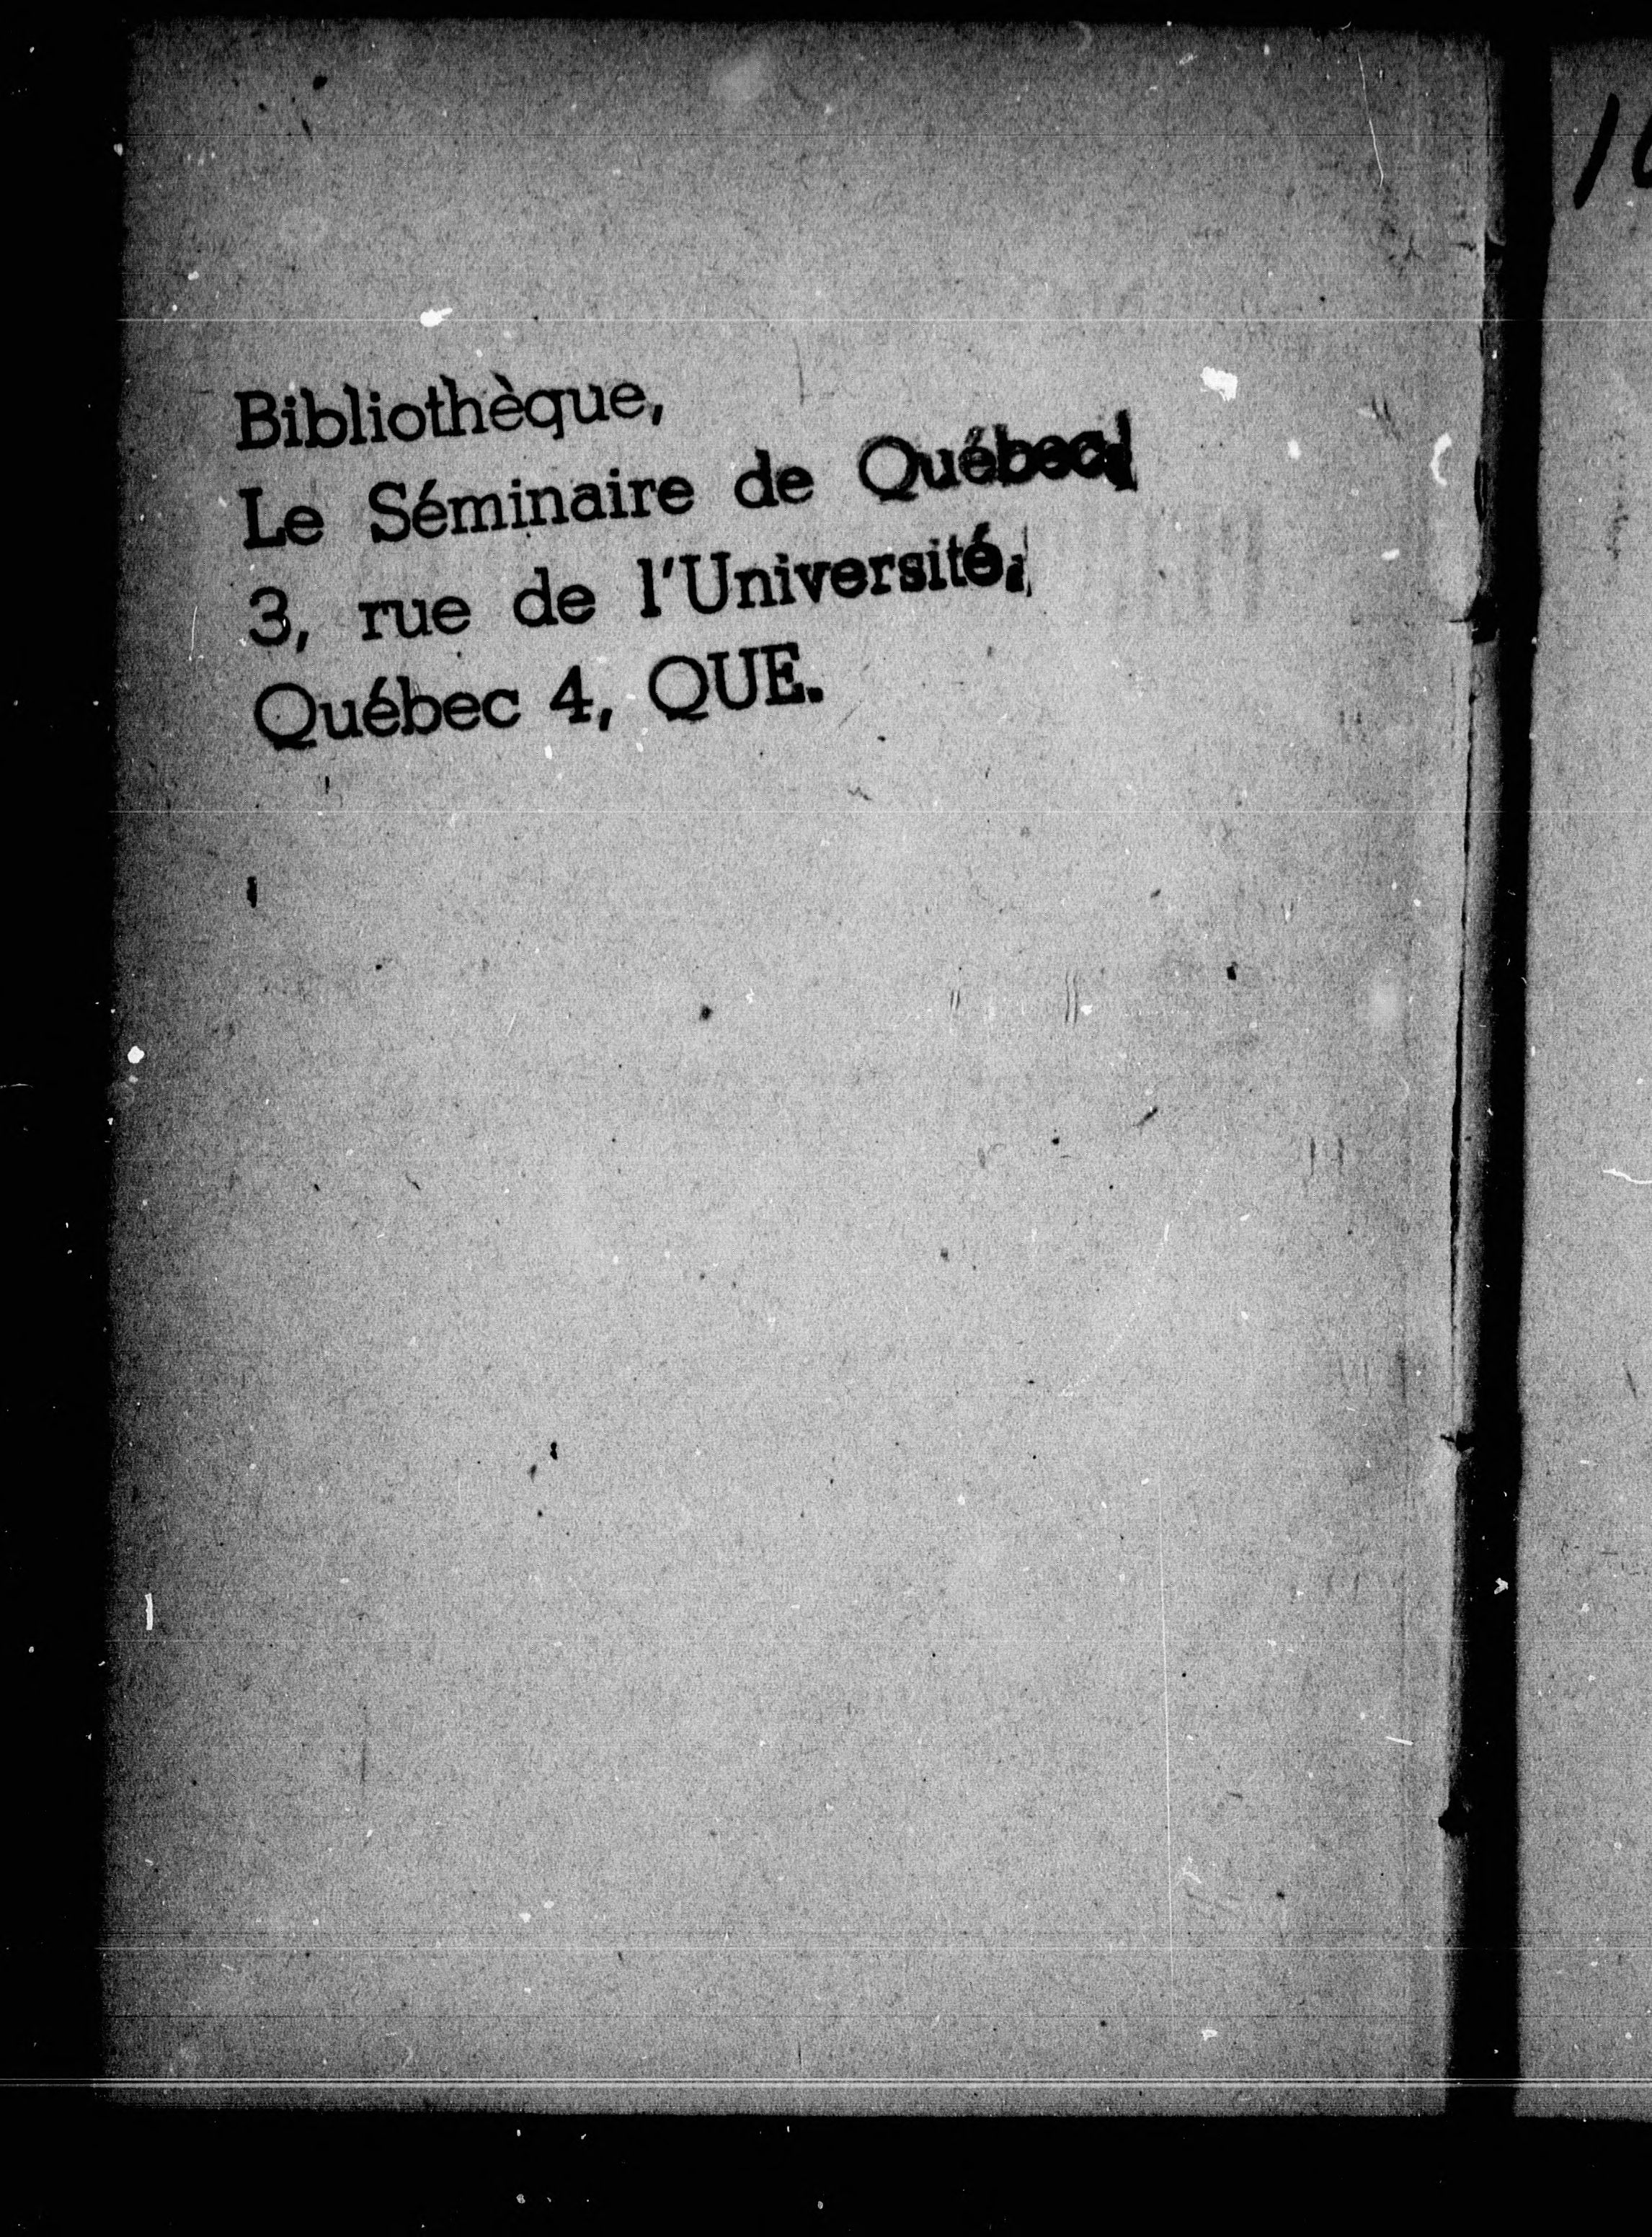 Bibliothèque,
Le Séminaire de Québec,
3, rue de l'Université,
Québec 4, QUE.